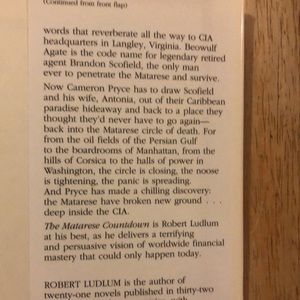 (Continued from front flap)
words that reverberate all the way to CIA
headquarters in Langley, Virginia. Beowulf
Agate is the code name for legendary retired
agent Brandon Scofield, the only man
ever to penetrate the Matarese and survive.
Now Cameron Pryce has to draw Scofield
and his wife, Antonia, out of their Caribbean
paradise hideaway and back to a place they
thought they'd never have to go again—
back into the Matarese circle of death. For
from the oil fields of the Persian Gulf
to the boardrooms of Manhattan, from the
hills of Corsica to the halls of power in
Washington, the circle is closing, the noose
is tightening, the panic is spreading.
And Pryce has made a chilling discovery:
the Matarese have broken new ground . . .
deep inside the CIA.
The Matarese Countdown is Robert Ludlum
at his best, as he delivers a terrifying
and persuasive vision of worldwide financial
mastery that could only happen today.
ROBERT LUDLUM is the author of
twenty-one novels published in thirty-two
with